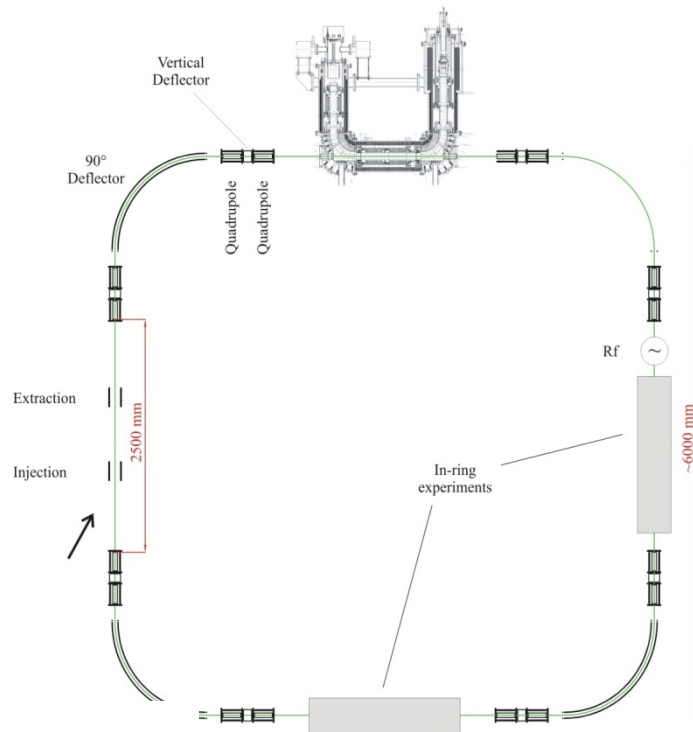 Vertical
Deflector
90°
Deflector
Quadrupole
Quadrupole
Extraction
2500 mm
Injection
Rf
~
In-ring
experiments
~6000 mm